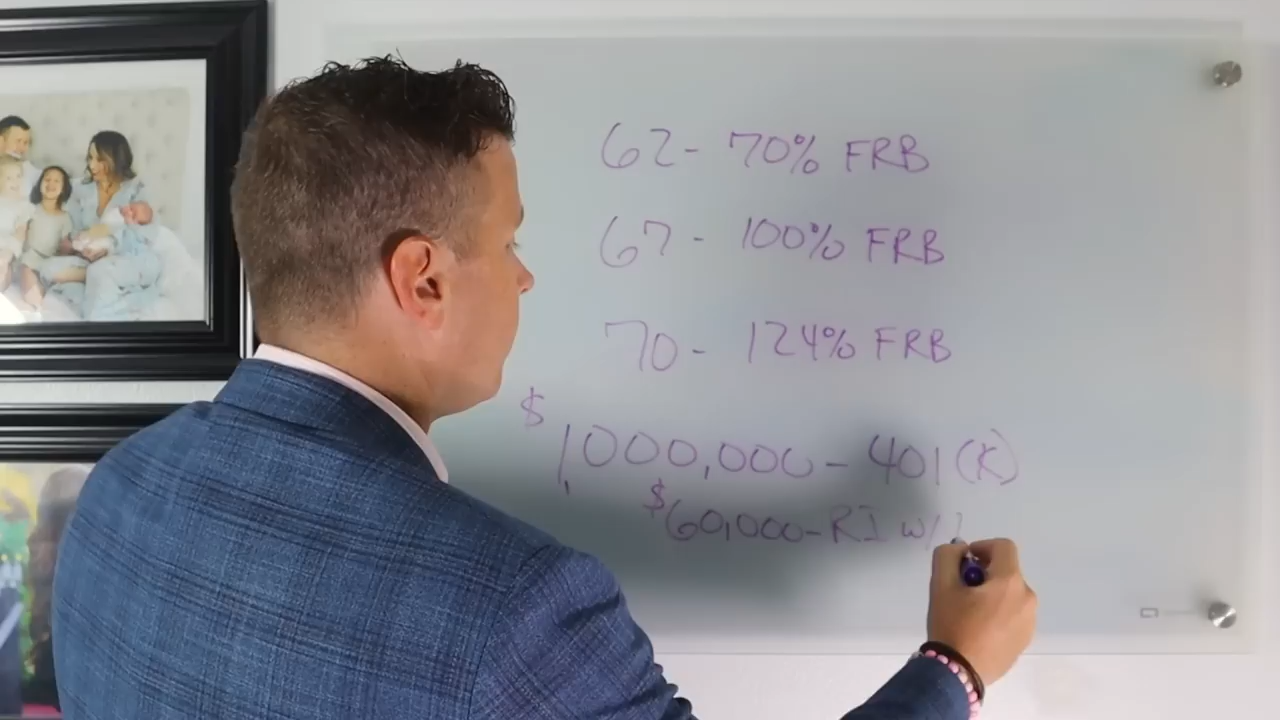 62- 70% FRB
67 - 100% FRB
70 - 124% FRB
$1,000,000 - 401(K)
$60,000-RI w/